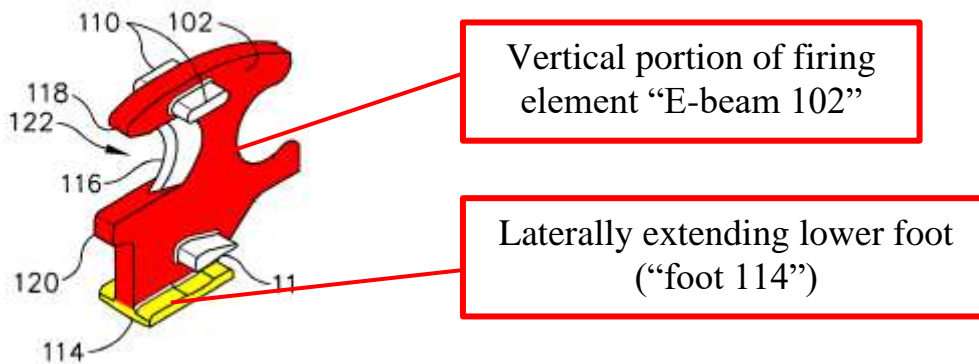 110
102
118
122
116
120
11
114
Vertical portion of firing
element “E-beam 102”
Laterally extending lower foot
(“foot 114”)